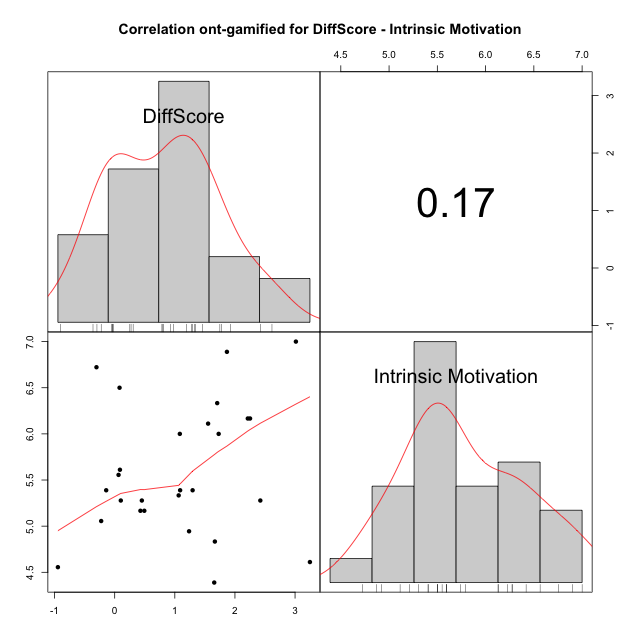 Correlation ont-gamified for DiffScore - Intrinsic Motivation
4.5 5.0 5.5 6.0 6.5 7.0
DiffScore
0.17
3
2
1
0
-1
7.0
6.5
6.0
5.5
5.0
4.5
Intrinsic Motivation
-1 0 1 2 3